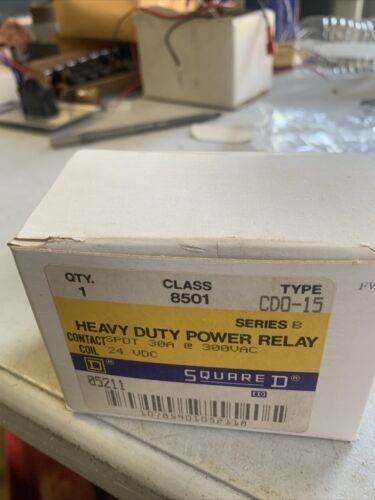 QTY. CLASS TYPE
1 8501 CDO-15
SERIES B
HEAVY DUTY POWER RELAY
CONTACT SPDT 30A @ 300VAC
COIL 24 VDC
D® SQUARE D®
05211
FW